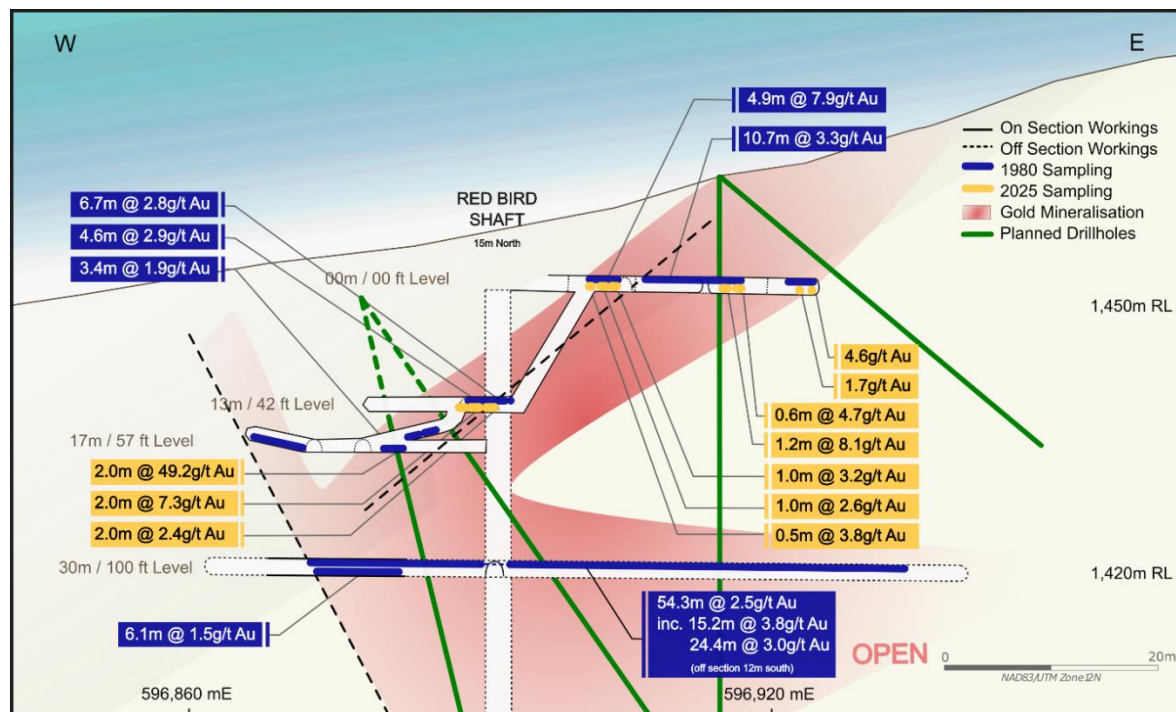 W
E
4.9m @ 7.9g/t Au
10.7m @ 3.3g/t Au
On Section Workings
Off Section Workings
1980 Sampling
2025 Sampling
Gold Mineralisation
Planned Drillholes
6.7m @ 2.8g/t Au
4.6m @ 2.9g/t Au
3.4m @ 1.9g/t Au
RED BIRD
SHAFT
15m North
00m / 00 ft Level
1,450m RL
4.6g/t Au
1.7g/t Au
0.6m @ 4.7g/t Au
1.2m @ 8.1g/t Au
1.0m @ 3.2g/t Au
1.0m @ 2.6g/t Au
0.5m @ 3.8g/t Au
13m / 42 ft Level
17m / 57 ft Level
2.0m @ 49.2g/t Au
2.0m @ 7.3g/t Au
2.0m @ 2.4g/t Au
30m / 100 ft Level
1,420m RL
6.1m @ 1.5g/t Au
54.3m @ 2.5g/t Au
inc. 15.2m @ 3.8g/t Au
24.4m @ 3.0g/t Au
(off section 12m south)
OPEN
0
20m
NAD83/UTM Zone12N
596,860 mE
596,920 mE